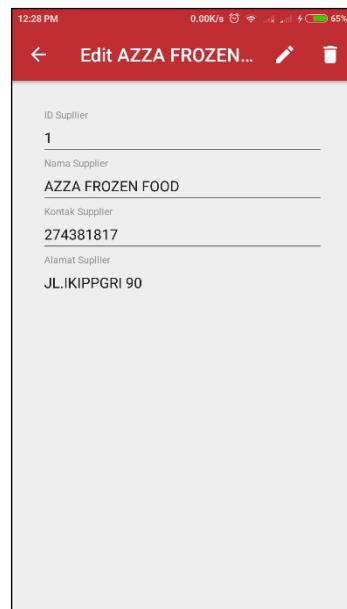 12:28 PM 0.00K/s 65%
Edit AZZA FROZEN...
ID Supllier
1
Nama Supplier
AZZA FROZEN FOOD
Kontak Supplier
274381817
Alamat Supllier
JL.IKIPPGRI 90